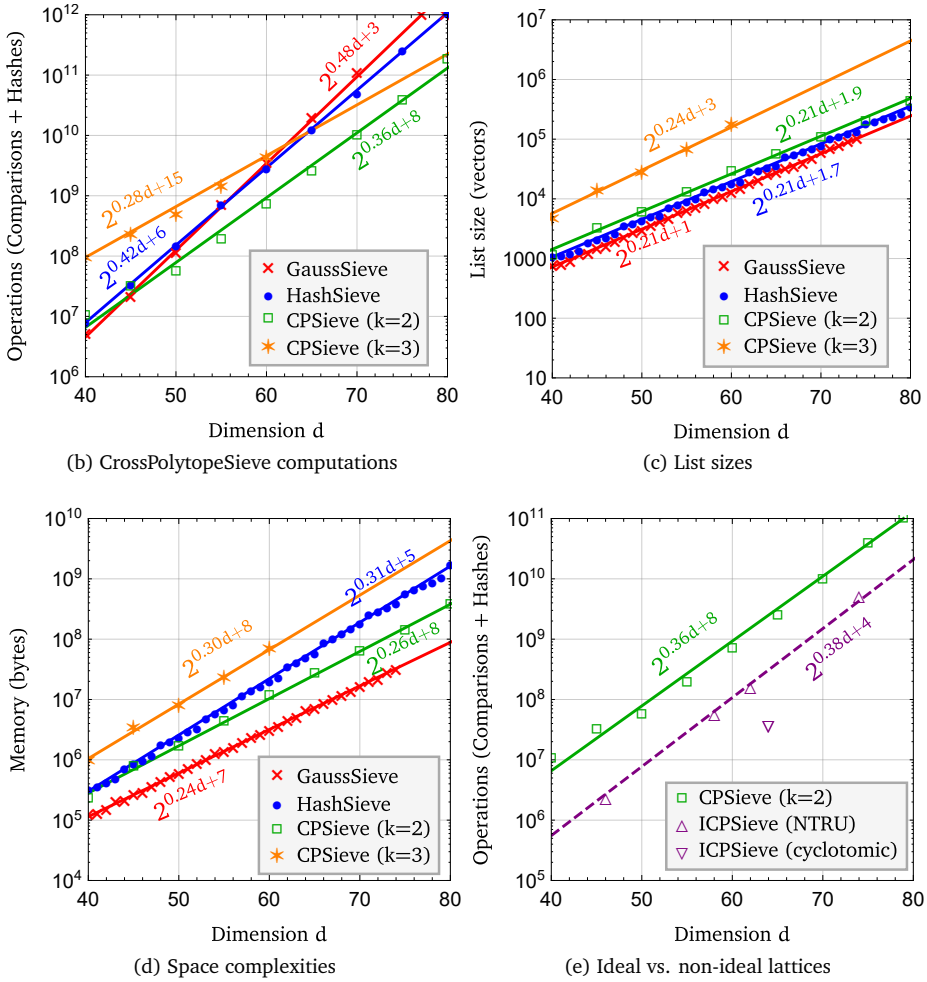 Operations (Comparisons + Hashes)
10^12
10^11
10^10
10^9
10^8
10^7
10^6
2^0.48d+3
2^0.36d+8
2^0.28d+15
2^0.42d+6
GaussSieve
HashSieve
CPSieve (k=2)
CPSieve (k=3)
40 50 60 70 80
Dimension d
(b) CrossPolytopeSieve computations
List size (vectors)
10^7
10^6
10^5
10^4
1000
100
10
2^0.24d+3
2^0.21d+1.9
2^0.21d+1.7
2^0.21d+1
GaussSieve
HashSieve
CPSieve (k=2)
CPSieve (k=3)
40 50 60 70 80
Dimension d
(c) List sizes
Memory (bytes)
10^10
10^9
10^8
10^7
10^6
10^5
10^4
2^0.31d+5
2^0.30d+8
2^0.26d+8
2^0.24d+7
GaussSieve
HashSieve
CPSieve (k=2)
CPSieve (k=3)
40 50 60 70 80
Dimension d
(d) Space complexities
Operations (Comparisons + Hashes)
10^11
10^10
10^9
10^8
10^7
10^6
10^5
2^0.36d+8
2^0.38d+4
CPSieve (k=2)
ICPSieve (NTRU)
ICPSieve (cyclotomic)
40 50 60 70 80
Dimension d
(e) Ideal vs. non-ideal lattices